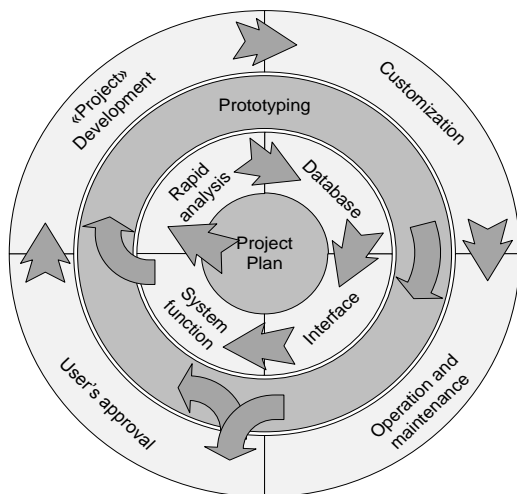 «Project»
Development
Customization
Prototyping
Rapid
analysis
Database
Project
Plan
System
function
Interface
User's approval
Operation and
maintenance